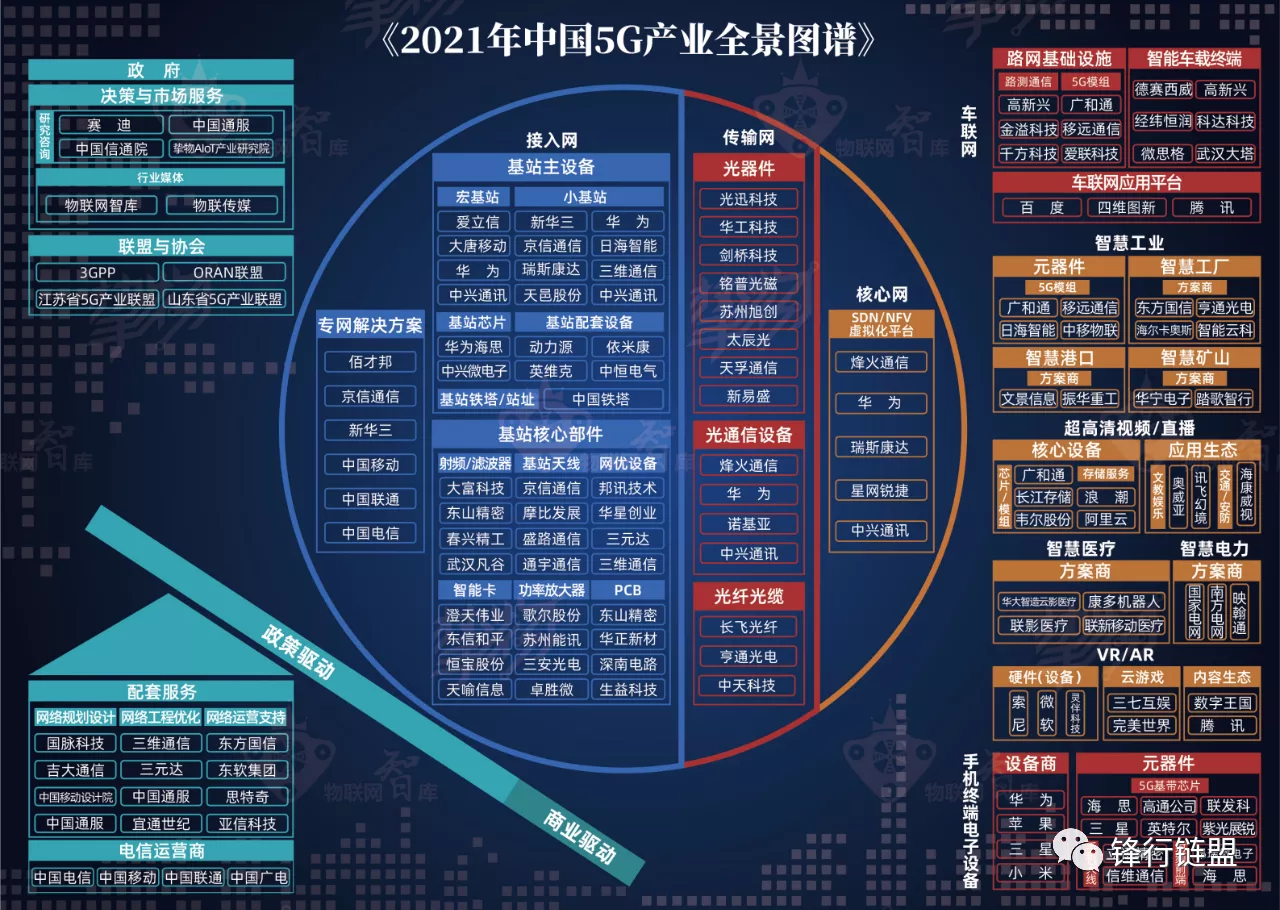 《2021年中国5G产业全景图谱》
政 府
决策与市场服务
研究咨询
赛 迪 中国通服
中国信通院 挚物AIoT产业研究院
行业媒体
物联网智库 物联传媒
联盟与协会
3GPP ORAN联盟
江苏省5G产业联盟 山东省5G产业联盟
政策驱动
商业驱动
配套服务
网络规划设计 网络工程优化 网络运营支持
国脉科技 三维通信 东方国信
吉大通信 三元达 东软集团
中国移动设计院 中国通服 思特奇
中国通服 宜通世纪 亚信科技
电信运营商
中国电信 中国移动 中国联通 中国广电
专网解决方案
佰才邦
京信通信
新华三
中国移动
中国联通
中国电信
接入网
基站主设备
宏基站 小基站
爱立信 新华三 华 为
大唐移动 京信通信 日海智能
华 为 瑞斯康达 三维通信
中兴通讯 天邑股份 中兴通讯
基站芯片 基站配套设备
华为海思 动力源 依米康
中兴微电子 英维克 中恒电气
基站铁塔/站址 中国铁塔
基站核心部件
射频/滤波器 基站天线 网优设备
大富科技 京信通信 邦讯技术
东山精密 摩比发展 华星创业
春兴精工 盛路通信 三元达
武汉凡谷 通宇通信 三维通信
智能卡 功率放大器 PCB
澄天伟业 歌尔股份 东山精密
东信和平 苏州能讯 华正新材
恒宝股份 三安光电 深南电路
天喻信息 卓胜微 生益科技
传输网
光器件
光迅科技
华工科技
剑桥科技
铭普光磁
苏州旭创
太辰光
天孚通信
新易盛
光通信设备
烽火通信
华 为
诺基亚
中兴通讯
光纤光缆
长飞光纤
亨通光电
中天科技
核心网
SDN/NFV
虚拟化平台
烽火通信
华 为
瑞斯康达
星网锐捷
中兴通讯
车联网
路网基础设施 智能车载终端
路测通信 5G模组
高新兴 广和通
金溢科技 移远通信
千方科技 爱联科技
德赛西威 高新兴
经纬恒润 科达科技
微思格 武汉大塔
车联网应用平台
百 度 四维图新 腾 讯
智慧工业
元器件 智慧工厂
5G模组 方案商
广和通 移远通信 东方国信 亨通光电
日海智能 中移物联 海尔卡奥斯 智能云科
智慧港口 智慧矿山
方案商 方案商
文景信息 振华重工 华宁电子 踏歌智行
超高清视频/直播
核心设备 应用生态
芯片/模组
广和通 存储服务
长江存储 浪 潮
韦尔股份 阿里云
文教娱乐 奥威亚 讯飞幻境 交通/安防 海康威视
智慧医疗 智慧电力
方案商 方案商
华大智造云影医疗 康多机器人
联影医疗 联新移动医疗
国家电网 南方电网 映翰通
VR/AR
硬件(设备) 云游戏 内容生态
索尼 微软 灵伴科技
三七互娱 数字王国
完美世界 腾 讯
手机终端电子设备
设备商 元器件
华 为
苹 果
三 星
小 米
5G基带芯片
海 思 高通公司 联发科
三 星 英特尔 紫光展锐
信维通信 海 思
锋行链盟
物联网智库